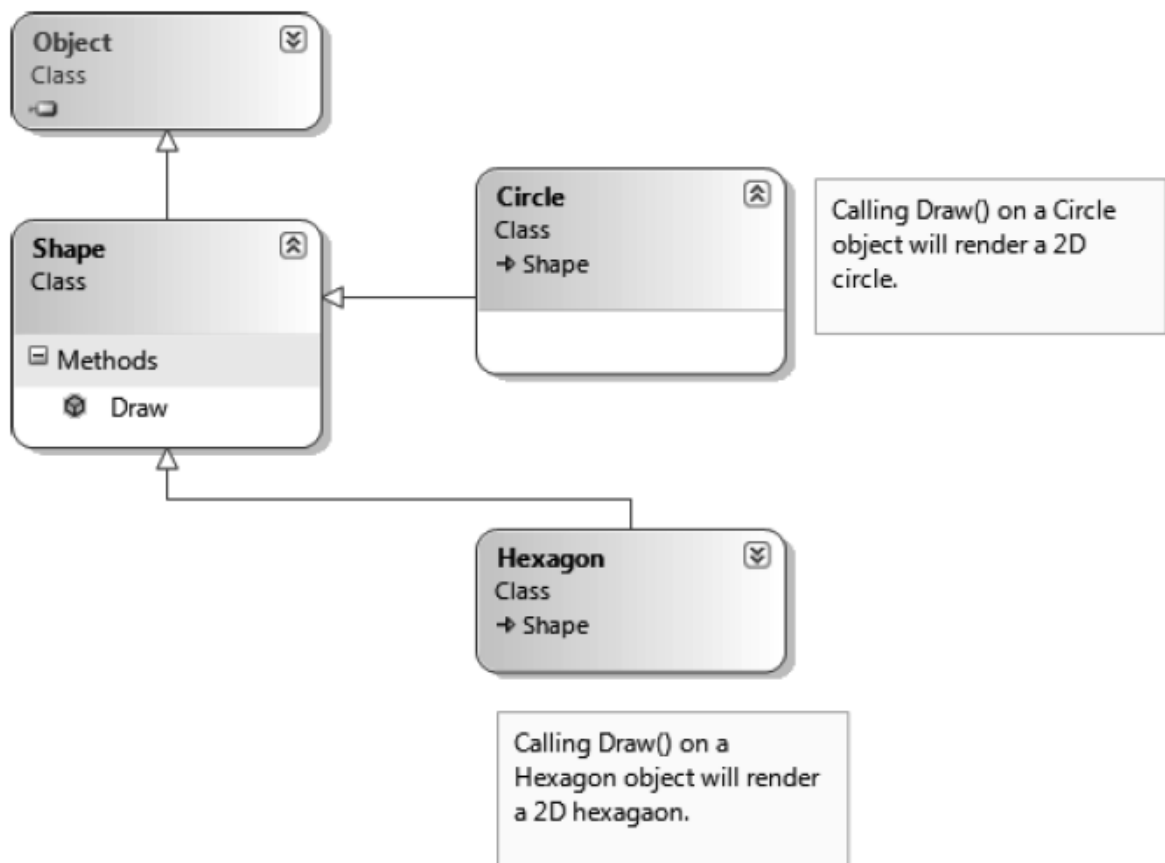 Object
Class
Shape
Class
Methods
Draw
Circle
Class
Shape
Calling Draw() on a Circle
object will render a 2D
circle.
Hexagon
Class
Shape
Calling Draw() on a
Hexagon object will render
a 2D hexagaon.